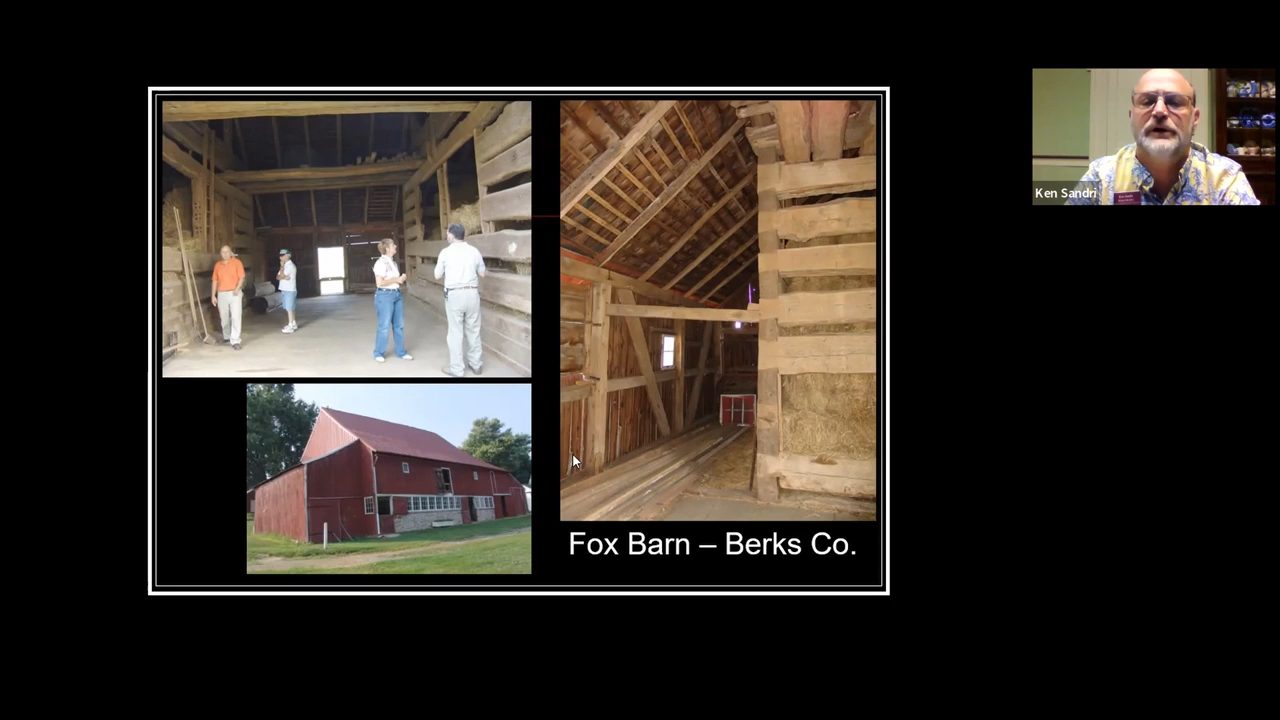 Ken Sandri
Fox Barn – Berks Co.